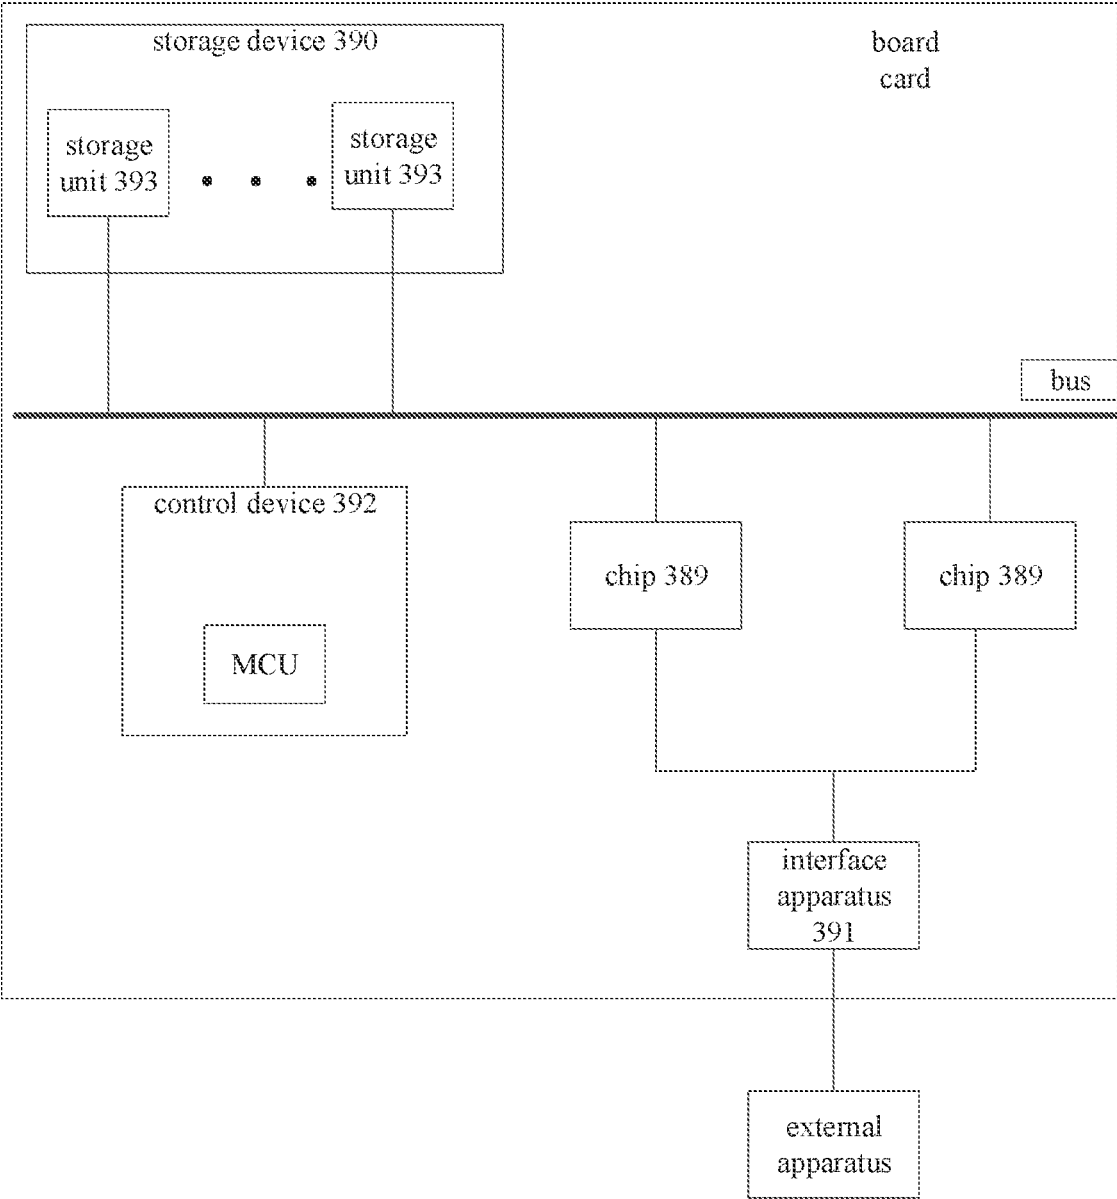 storage device 390
board
card
storage
unit 393
storage
unit 393
bus
control device 392
chip 389
chip 389
MCU
interface
apparatus
391
external
apparatus